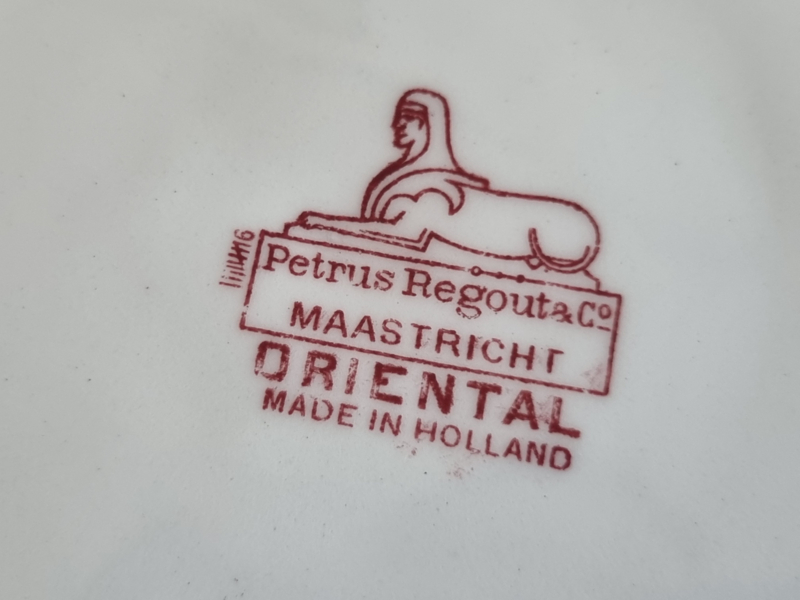 Petrus Regout & Cº
MAASTRICHT
ORIENTAL
MADE IN HOLLAND